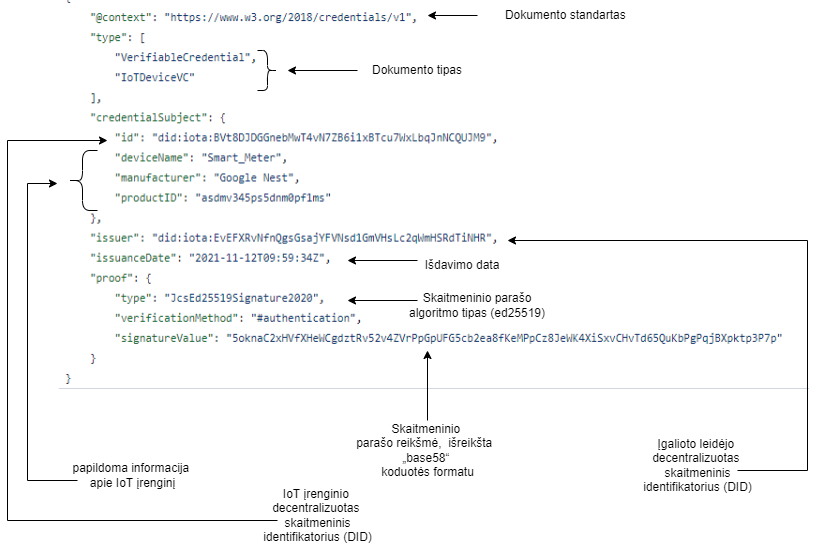 {
"@context": "https://www.w3.org/2018/credentials/v1",
Dokumento standartas
"type": [
"VerifiableCredential",
"IoTDeviceVC"
Dokumento tipas
],
"credentialSubject": {
"id": "did:iota:BVt8DJDGGnebMwT4vN7ZB6i1xBTcu7WxLbqJnNCQUJM9",
"deviceName": "Smart_Meter",
"manufacturer": "Google Nest",
"productID": "asdmv345ps5dnm0pf1ms"
},
"issuer": "did:iota:EvEFXRvNfnQgsGsajYFVNsd1GmVHsLc2qWmHSRdTiNHR",
"issuanceDate": "2021-11-12T09:59:34Z",
Išdavimo data
"proof": {
"type": "JcsEd25519Signature2020",
Skaitmeninio parašo
algoritmo tipas (ed25519)
"verificationMethod": "#authentication",
"signatureValue": "5oknaC2xHVfXHeWCgdztRv52v4ZVrPpGpUFG5cb2ea8fKeMPpCz8JeWK4XiSxvCHvTd65QuKbPgPqjBXpktp3P7p"
}
}
Skaitmeninio
parašo reikšmė, išreikšta
„base58“
koduotės formatu
Įgalioto leidėjo
decentralizuotas
skaitmeninis
identifikatorius (DID)
papildoma informacija
apie IoT įrenginį
IoT įrenginio
decentralizuotas
skaitmeninis
identifikatorius (DID)